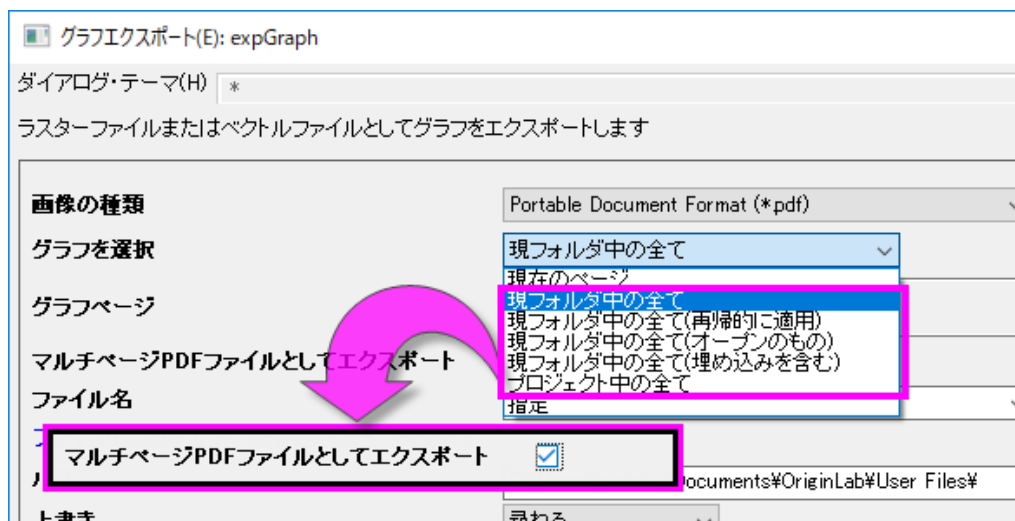 グラフエクスポート(E): expGraph
ダイアログ・テーマ(H) *
ラスターファイルまたはベクトルファイルとしてグラフをエクスポートします
画像の種類 Portable Document Format (*.pdf)
グラフを選択 現フォルダ中の全て
現在のページ
現フォルダ中の全て
現フォルダ中の全て(再帰的に適用)
現フォルダ中の全て(オープンのもの)
現フォルダ中の全て(埋め込みを含む)
プロジェクト中の全て
指定
グラフページ
マルチページPDFファイルとしてエクスポート
ファイル名
マルチページPDFファイルとしてエクスポート
ocuments¥OriginLab¥User Files¥
上書き 尋ねる